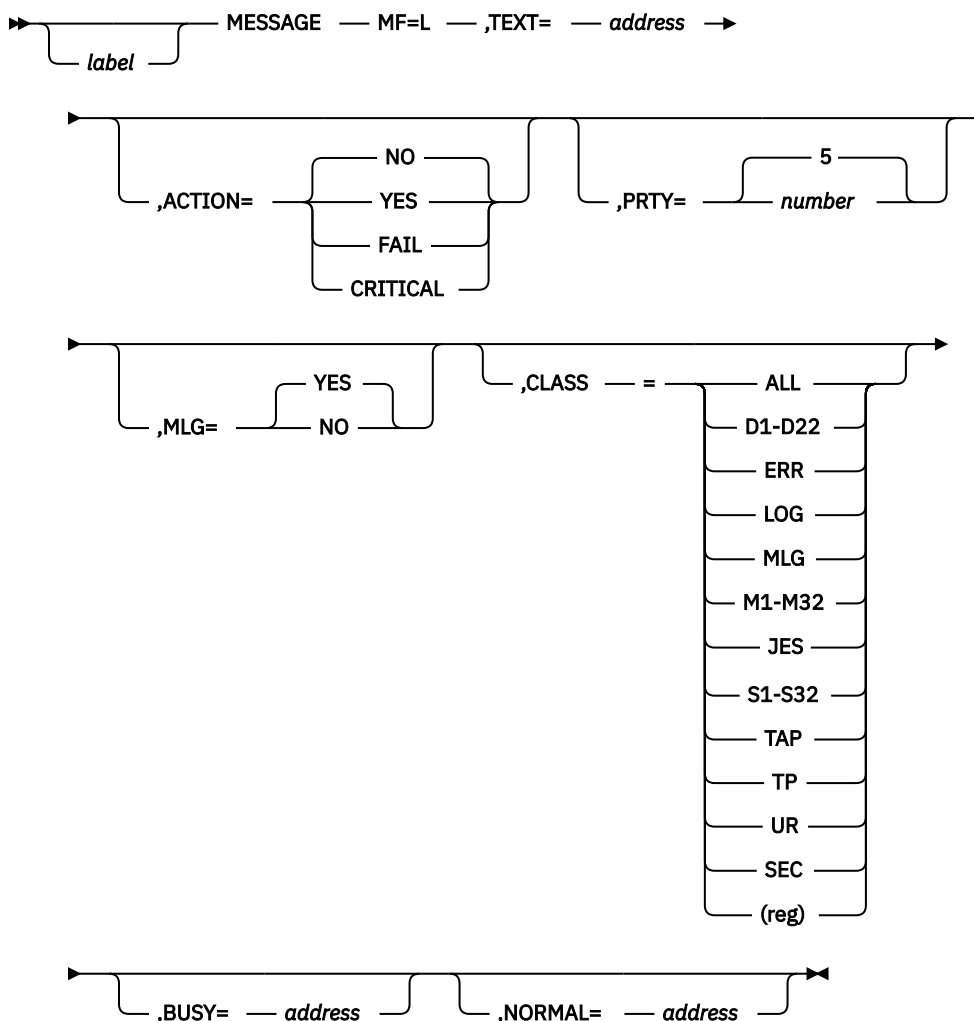 MESSAGE MF=L ,TEXT= address
label
NO
5
,ACTION= YES ,PRTY= number
FAIL
CRITICAL
YES ,CLASS = ALL
,MLG= NO D1-D22
ERR
LOG
MLG
M1-M32
JES
S1-S32
TAP
TP
UR
SEC
(reg)
,BUSY= address ,NORMAL= address